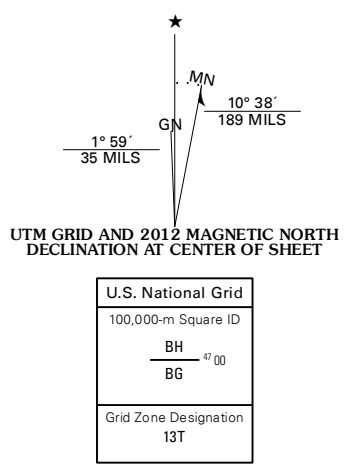 ★
MN
10° 38´
189 MILS
GN
1° 59´
35 MILS
UTM GRID AND 2012 MAGNETIC NORTH
DECLINATION AT CENTER OF SHEET
U.S. National Grid
100,000-m Square ID
BH
47 00
BG
Grid Zone Designation
13T